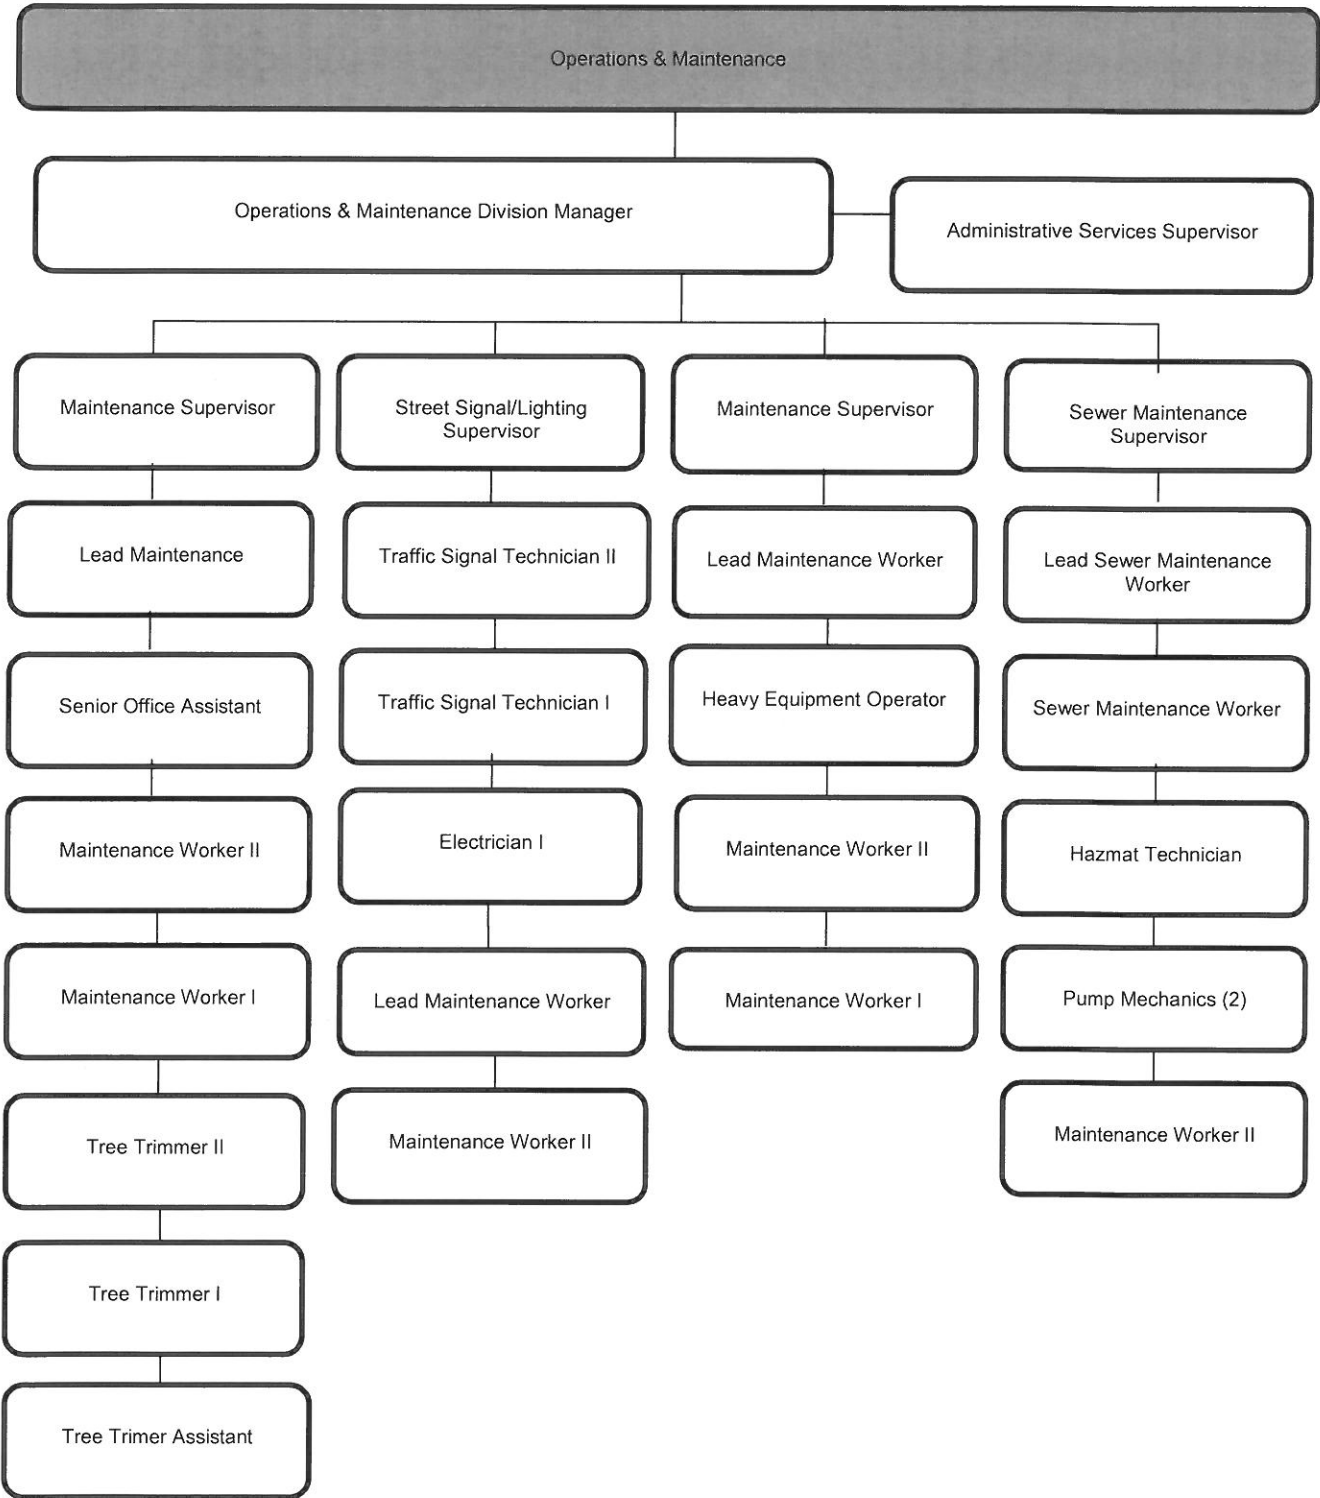 Operations & Maintenance
Operations & Maintenance Division Manager
Administrative Services Supervisor
Maintenance Supervisor
Lead Maintenance
Senior Office Assistant
Maintenance Worker II
Maintenance Worker I
Tree Trimmer II
Tree Trimmer I
Tree Trimer Assistant
Street Signal/Lighting
Supervisor
Traffic Signal Technician II
Traffic Signal Technician I
Electrician I
Lead Maintenance Worker
Maintenance Worker II
Maintenance Supervisor
Lead Maintenance Worker
Heavy Equipment Operator
Maintenance Worker II
Maintenance Worker I
Sewer Maintenance
Supervisor
Lead Sewer Maintenance
Worker
Sewer Maintenance Worker
Hazmat Technician
Pump Mechanics (2)
Maintenance Worker II